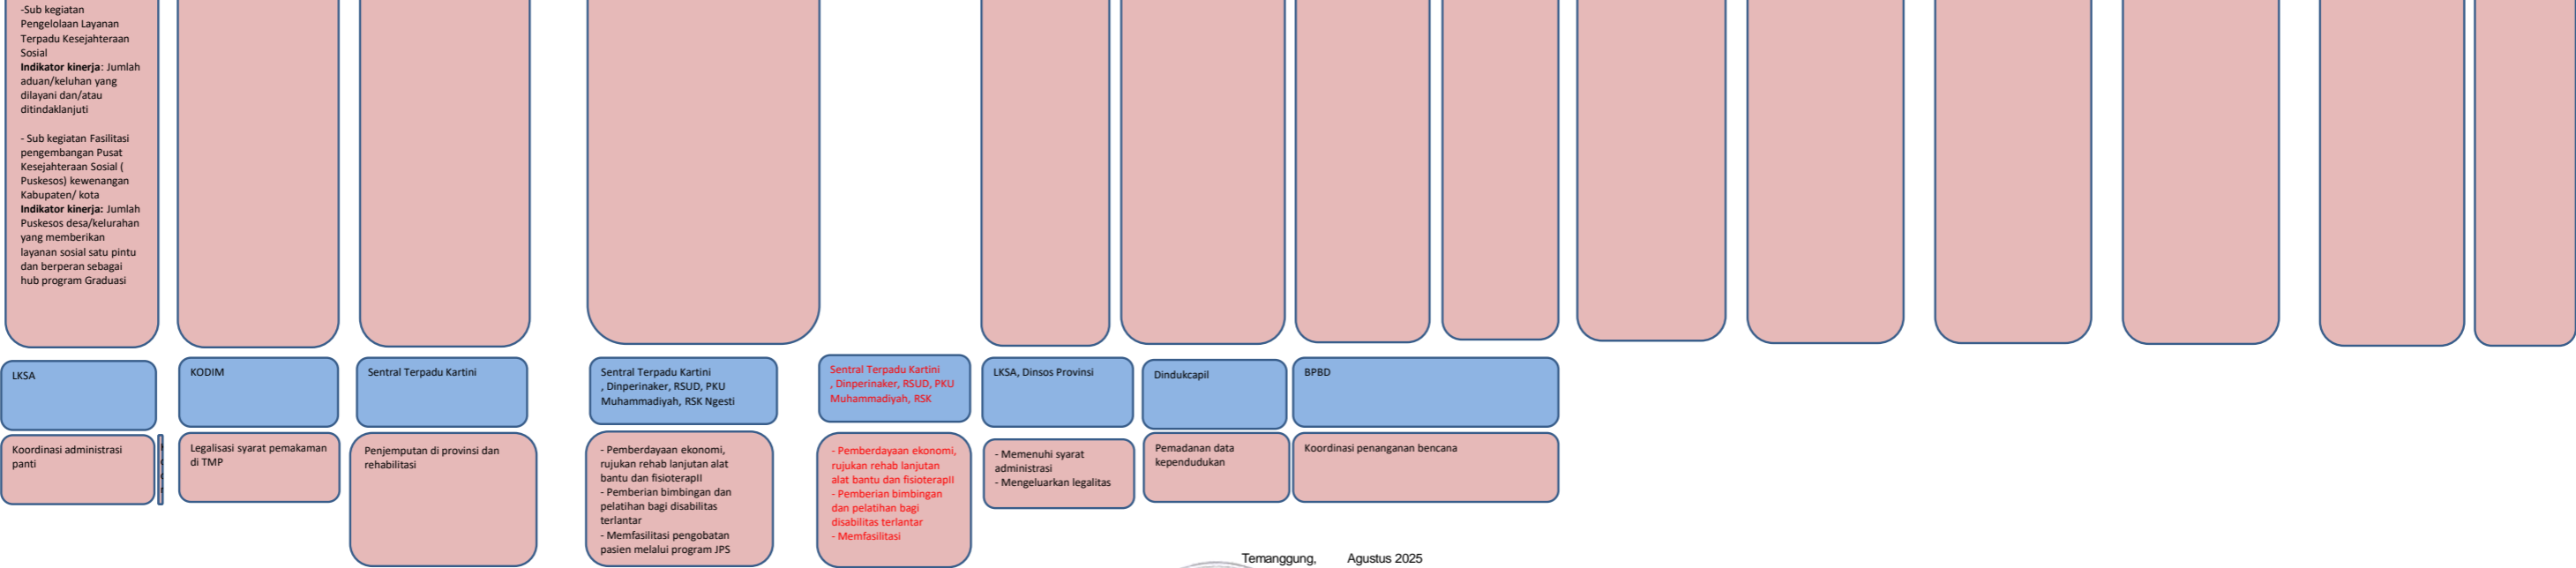 -Sub kegiatan
Pengelolaan Layanan
Terpadu Kesejahteraan
Sosial
Indikator kinerja: Jumlah
aduan/keluhan yang
dilayani dan/atau
ditindaklanjuti
- Sub kegiatan Fasilitasi
pengembangan Pusat
Kesejahteraan Sosial (
Puskesos) kewenangan
Kabupaten/ kota
Indikator kinerja: Jumlah
Puskesos desa/kelurahan
yang memberikan
layanan sosial satu pintu
dan berperan sebagai
hub program Graduasi
LKSA
KODIM
Sentral Terpadu Kartini
Sentral Terpadu Kartini
, Dinperinaker, RSUD, PKU
Muhammadiyah, RSK Ngesti
Sentral Terpadu Kartini
, Dinperinaker, RSUD, PKU
Muhammadiyah, RSK
LKSA, Dinsos Provinsi
Dindukcapil
BPBD
Koordinasi administrasi
panti
Legalisasi syarat pemakaman
di TMP
Penjemputan di provinsi dan
rehabilitasi
- Pemberdayaan ekonomi,
rujukan rehab lanjutan alat
bantu dan fisioterapII
- Pemberian bimbingan dan
pelatihan bagi disabilitas
terlantar
- Memfasilitasi pengobatan
pasien melalui program JPS
- Pemberdayaan ekonomi,
rujukan rehab lanjutan
alat bantu dan fisioterapII
- Pemberian bimbingan
dan pelatihan bagi
disabilitas terlantar
- Memfasilitasi
- Memenuhi syarat
administrasi
- Mengeluarkan legalitas
Pemadanan data
kependudukan
Koordinasi penanganan bencana
Temanggung, Agustus 2025